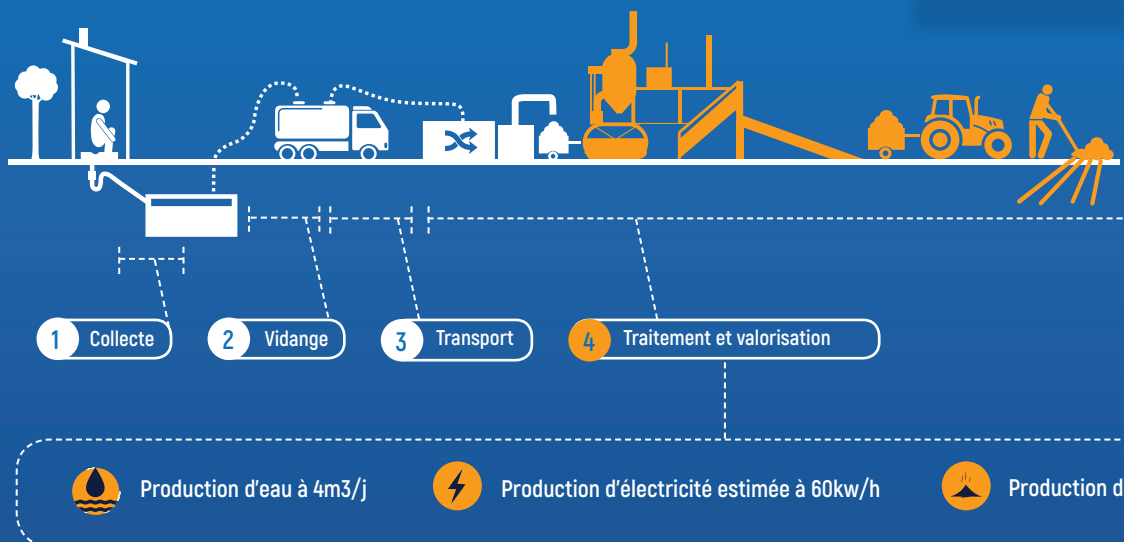 1 Collecte
2 Vidange
3 Transport
4 Traitement et valorisation
Production d'eau à 4m3/j
Production d'électricité estimée à 60kw/h
Production d